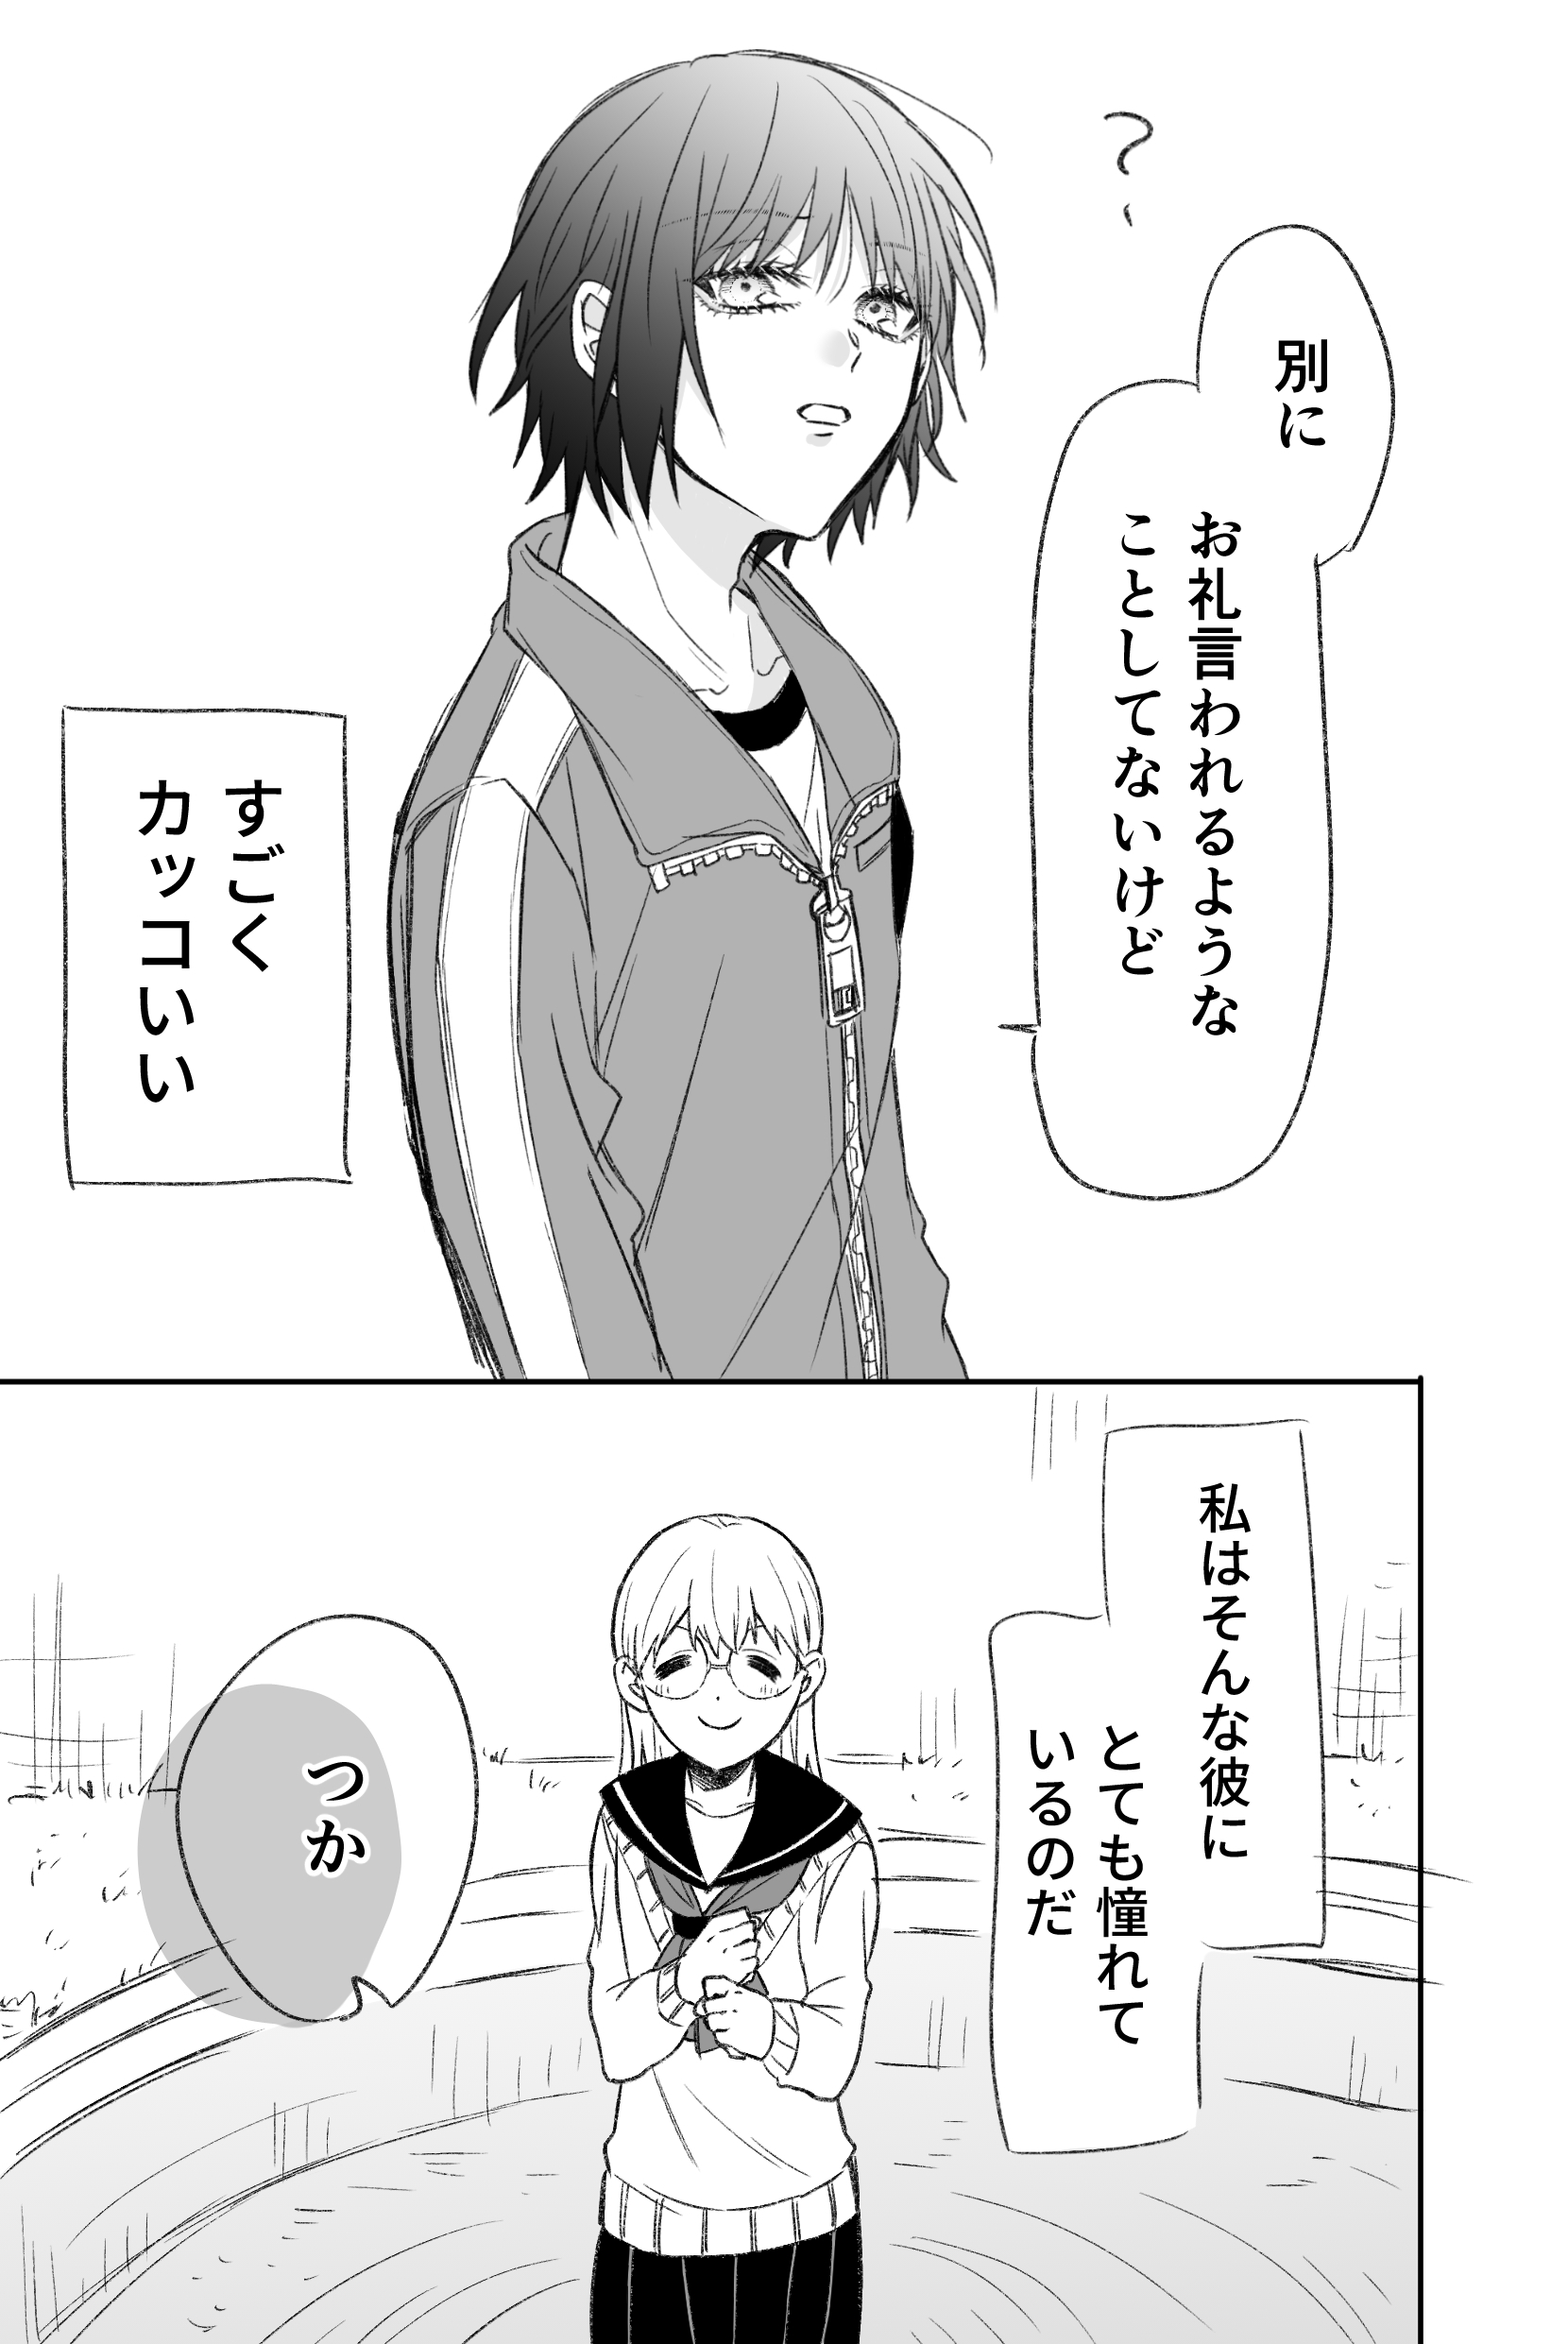 ？
別に
お礼言われるような
ことしてないけど
すごく
カッコいい
私はそんな彼に
とても憧れて
いるのだ
つか